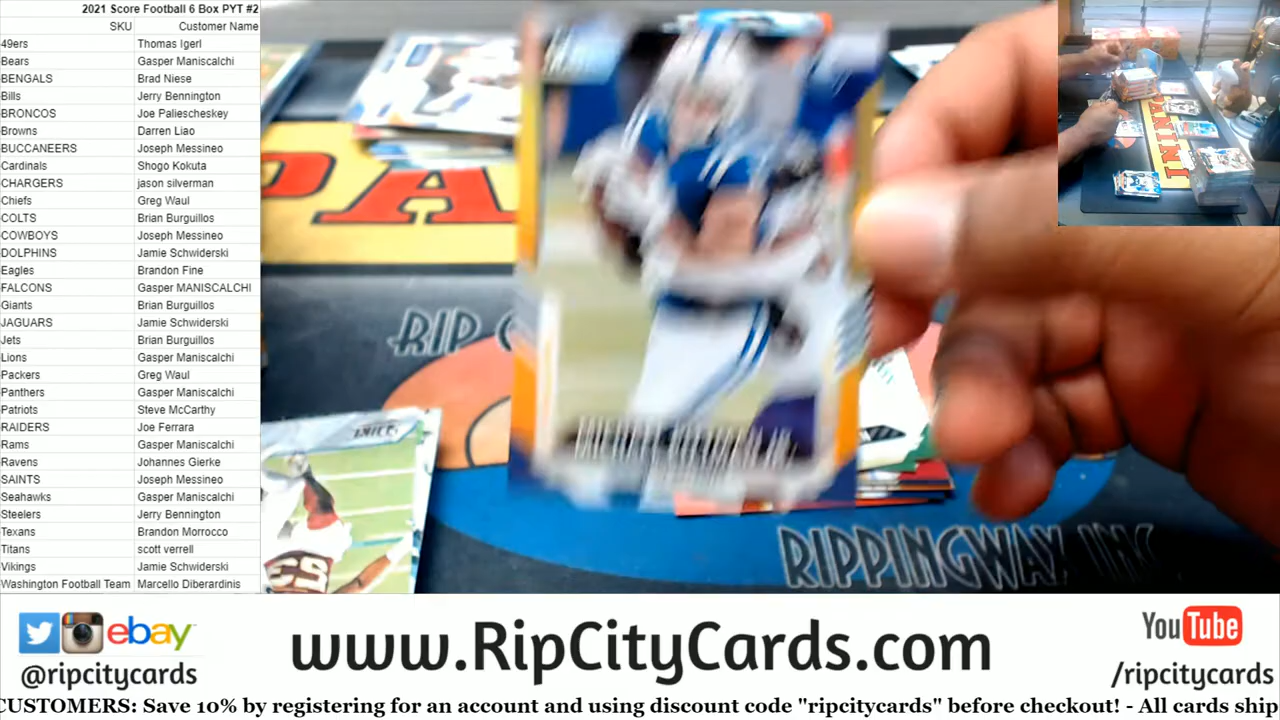 2021 Score Football 6 Box PYT #2
SKU Customer Name
49ers Thomas Igerl
Bears Gasper Maniscalchi
BENGALS Brad Niese
Bills Jerry Bennington
BRONCOS Joe Paliescheskey
Browns Darren Liao
BUCCANEERS Joseph Messineo
Cardinals Shogo Kokuta
CHARGERS jason silverman
Chiefs Greg Waul
COLTS Brian Burguillos
COWBOYS Joseph Messineo
DOLPHINS Jamie Schwiderski
Eagles Brandon Fine
FALCONS Gasper MANISCALCHI
Giants Brian Burguillos
JAGUARS Jamie Schwiderski
Jets Brian Burguillos
Lions Gasper Maniscalchi
Packers Greg Waul
Panthers Gasper Maniscalchi
Patriots Steve McCarthy
RAIDERS Joe Ferrara
Rams Gasper Maniscalchi
Ravens Johannes Gierke
SAINTS Joseph Messineo
Seahawks Gasper Maniscalchi
Steelers Jerry Bennington
Texans Brandon Morrocco
Titans scott verrell
Vikings Jamie Schwiderski
Washington Football Team Marcello Diberardinis
PA
RIP
RIPPINGWAX INC
53
ebay
@ripcitycards
www.RipCityCards.com
YouTube
/ripcitycards
CUSTOMERS: Save 10% by registering for an account and using discount code "ripcitycards" before checkout! - All cards ship